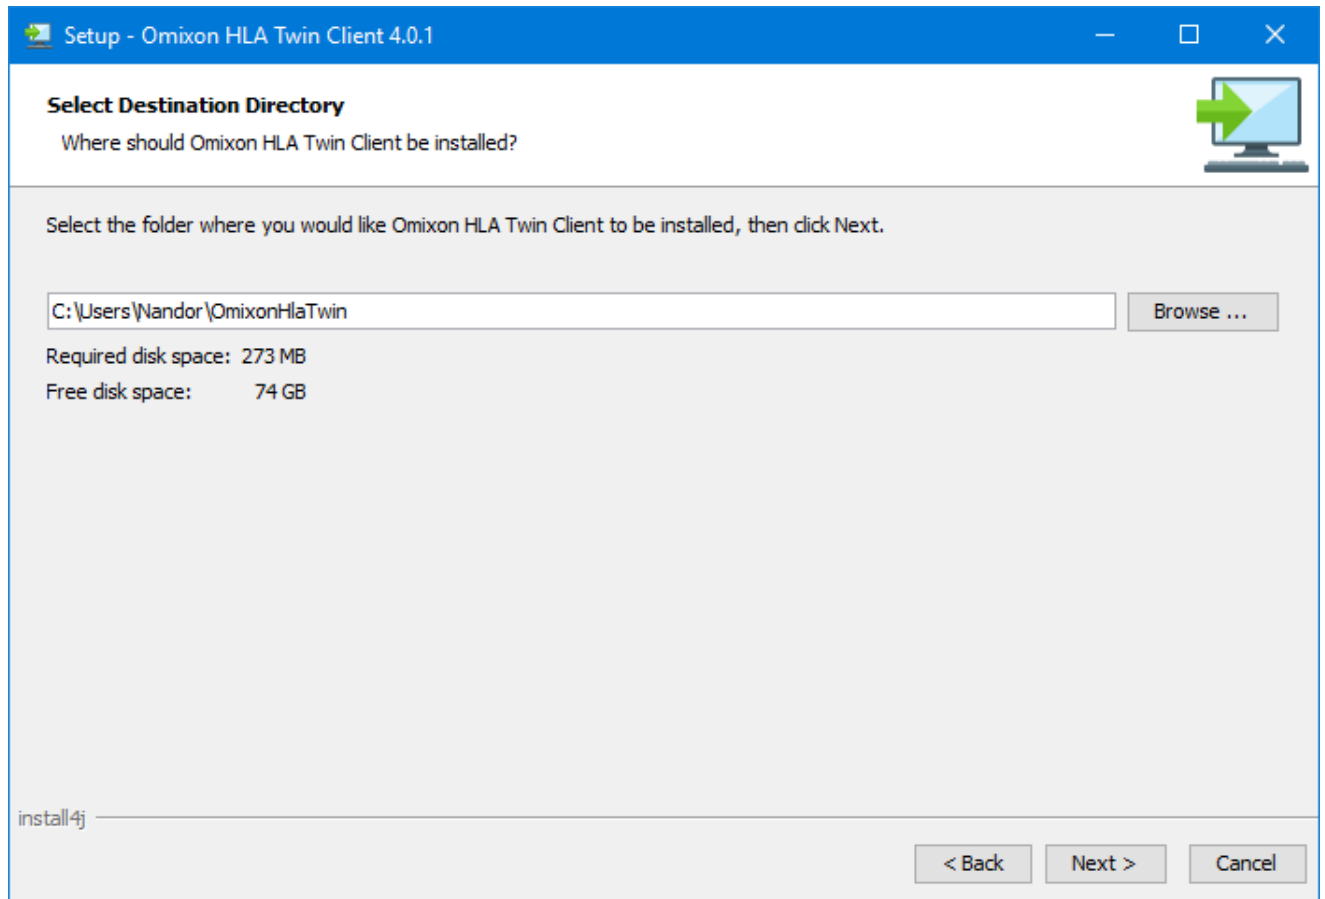 Setup - Omixon HLA Twin Client 4.0.1
Select Destination Directory
Where should Omixon HLA Twin Client be installed?
Select the folder where you would like Omixon HLA Twin Client to be installed, then click Next.
C:\Users\Nandor\OmixonHlaTwin
Browse ...
Required disk space: 273 MB
Free disk space: 74 GB
install4j
< Back Next > Cancel